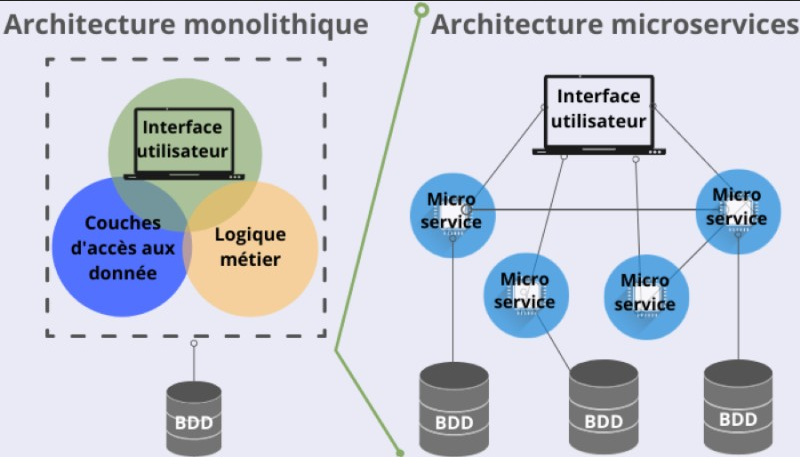 Architecture monolithique
Interface
utilisateur
Couches
d'accès aux
donnée
Logique
métier
BDD
Architecture microservices
Interface
utilisateur
Micro
service
Micro
service
Micro
service
Micro
service
BDD
BDD
BDD